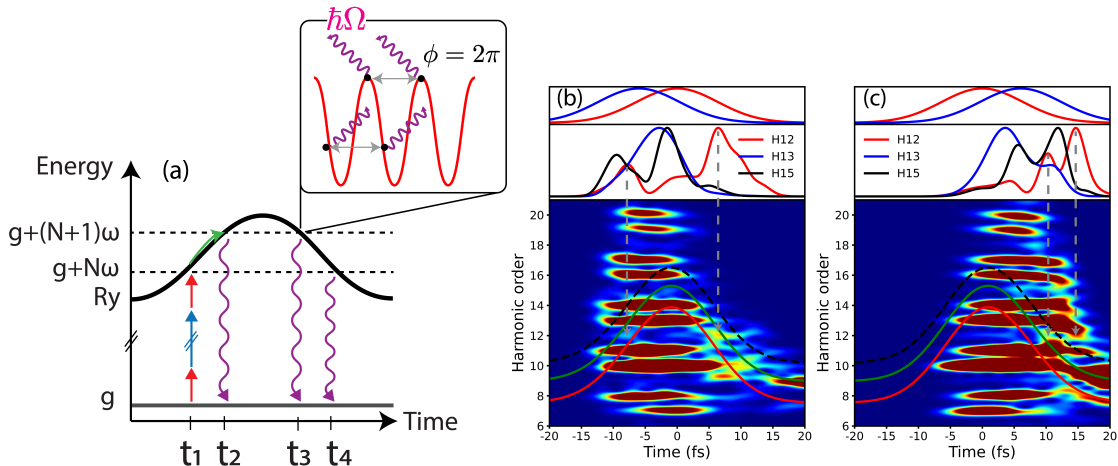 ℏΩ
ϕ = 2π
Energy
(a)
g+(N+1)ω
g+Nω
Ry
g
Time
t₁ t₂ t₃ t₄
(b)
H12
H13
H15
Harmonic order
20
18
16
14
12
10
8
6
-20 -15 -10 -5 0 5 10 15 20
Time (fs)
(c)
H12
H13
H15
Harmonic order
20
18
16
14
12
10
8
6
-20 -15 -10 -5 0 5 10 15 20
Time (fs)